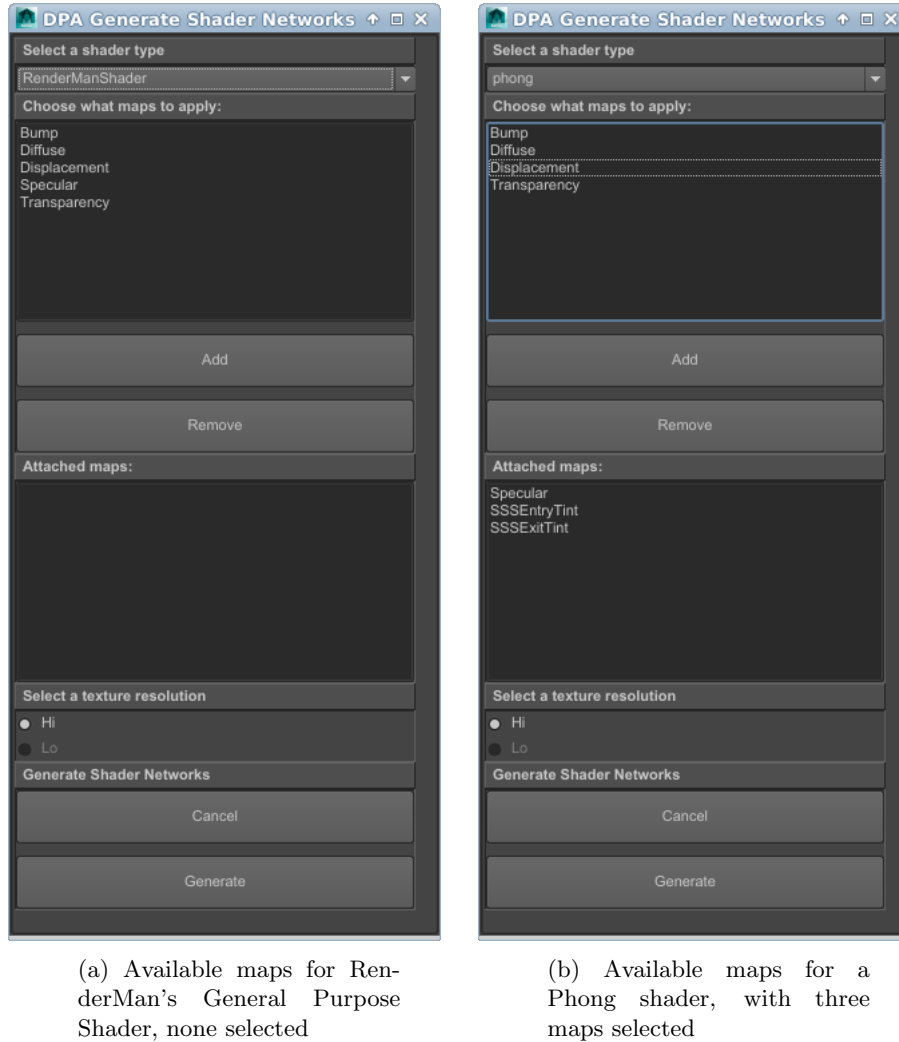 DPA Generate Shader Networks
Select a shader type
RenderManShader
Choose what maps to apply:
Bump
Diffuse
Displacement
Specular
Transparency
Add
Remove
Attached maps:
Select a texture resolution
Hi
Lo
Generate Shader Networks
Cancel
Generate
(a) Available maps for Ren-
derMan's General Purpose
Shader, none selected
DPA Generate Shader Networks
Select a shader type
phong
Choose what maps to apply:
Bump
Diffuse
Displacement
Transparency
Add
Remove
Attached maps:
Specular
SSSEntryTint
SSSExitTint
Select a texture resolution
Hi
Lo
Generate Shader Networks
Cancel
Generate
(b) Available maps for a
Phong shader, with three
maps selected